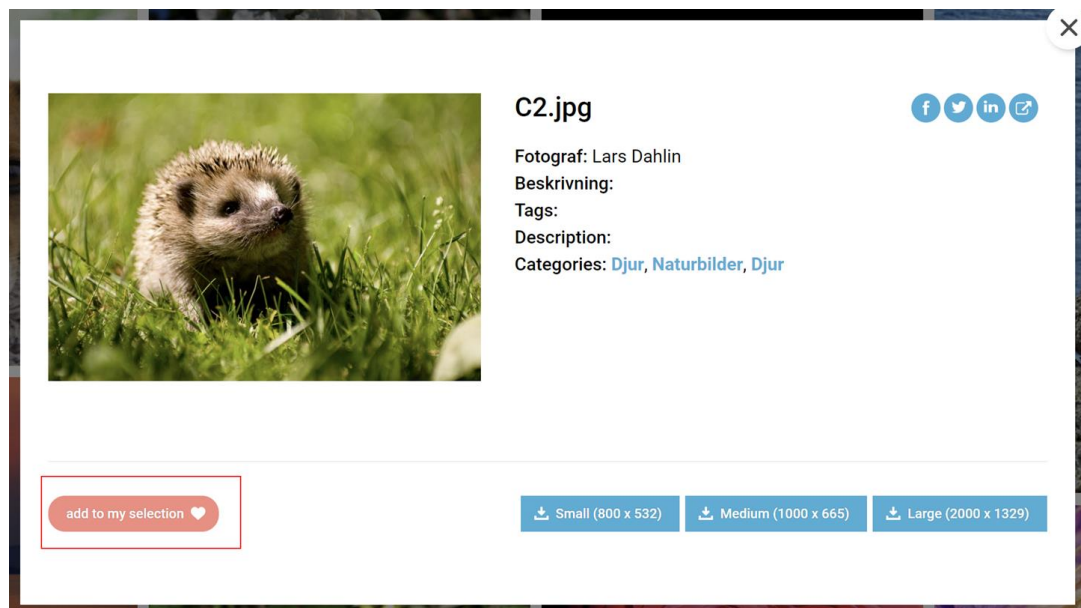 C2.jpg
Fotograf: Lars Dahlin
Beskrivning:
Tags:
Description:
Categories: Djur, Naturbilder, Djur
add to my selection
Small (800 x 532)
Medium (1000 x 665)
Large (2000 x 1329)